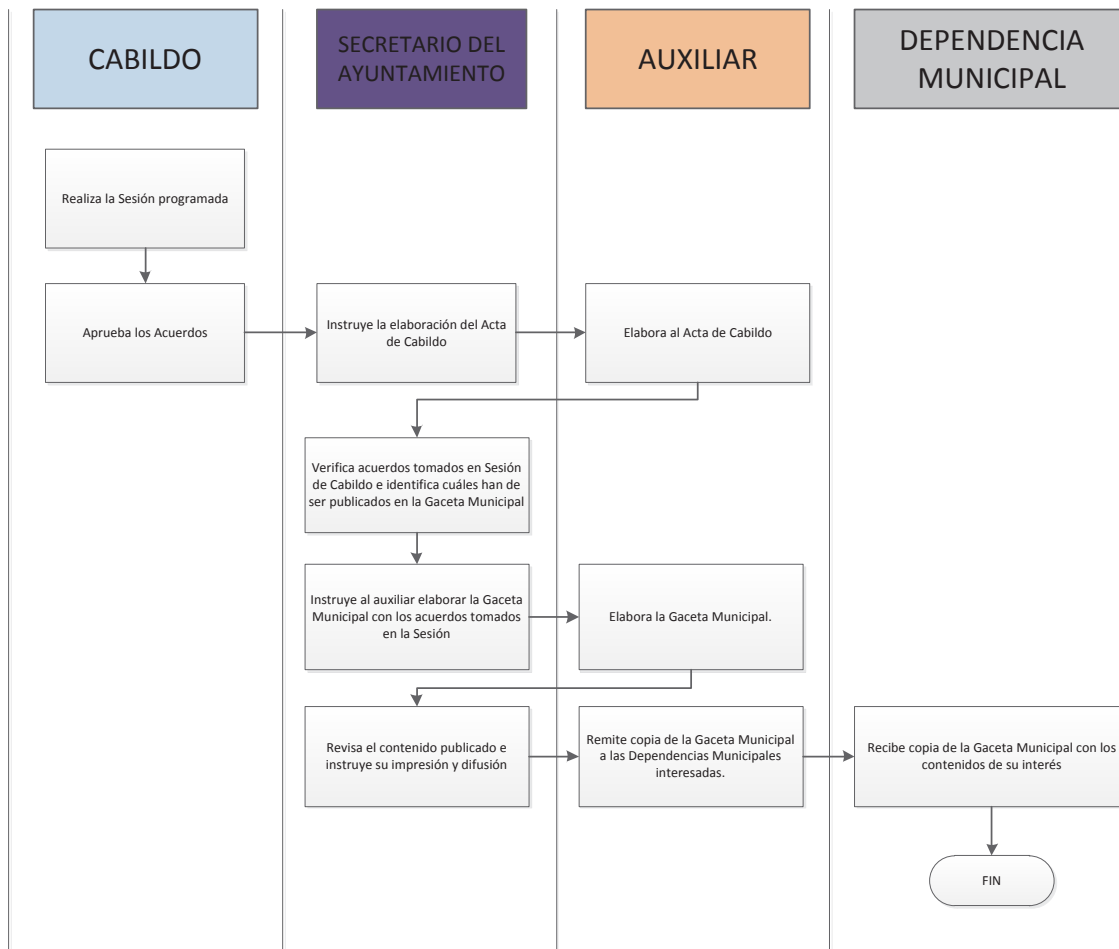 CABILDO
SECRETARIO DEL
AYUNTAMIENTO
AUXILIAR
DEPENDENCIA
MUNICIPAL
Realiza la Sesión programada
Aprueba los Acuerdos
Instruye la elaboración del Acta
de Cabildo
Elabora al Acta de Cabildo
Verifica acuerdos tomados en Sesión
de Cabildo e identifica cuáles han de
ser publicados en la Gaceta Municipal
Instruye al auxiliar elaborar la Gaceta
Municipal con los acuerdos tomados
en la Sesión
Elabora la Gaceta Municipal.
Revisa el contenido publicado e
instruye su impresión y difusión
Remite copia de la Gaceta Municipal
a las Dependencias Municipales
interesadas.
Recibe copia de la Gaceta Municipal con los
contenidos de su interés
FIN